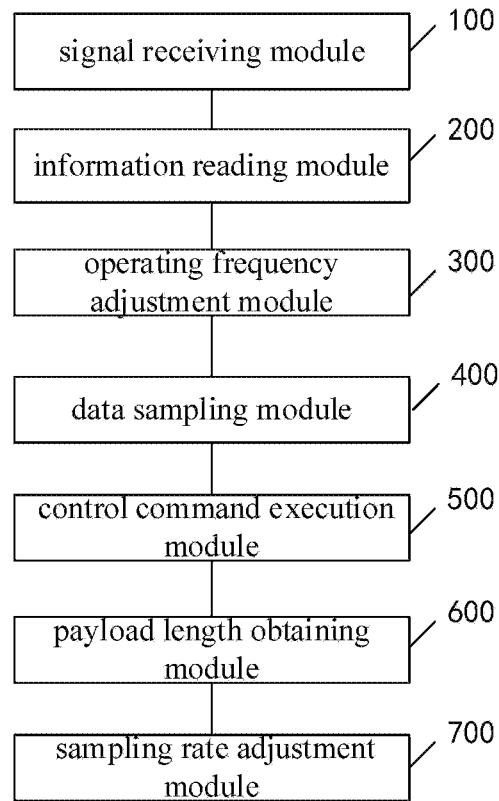 100
signal receiving module
200
information reading module
300
operating frequency
adjustment module
400
data sampling module
500
control command execution
module
600
payload length obtaining
module
700
sampling rate adjustment
module